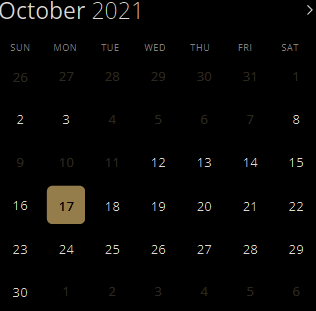 October 2021
SUN MON TUE WED THU FRI SAT
26 27 28 29 30 31 1
2 3 4 5 6 7 8
9 10 11 12 13 14 15
16 17 18 19 20 21 22
23 24 25 26 27 28 29
30 1 2 3 4 5 6